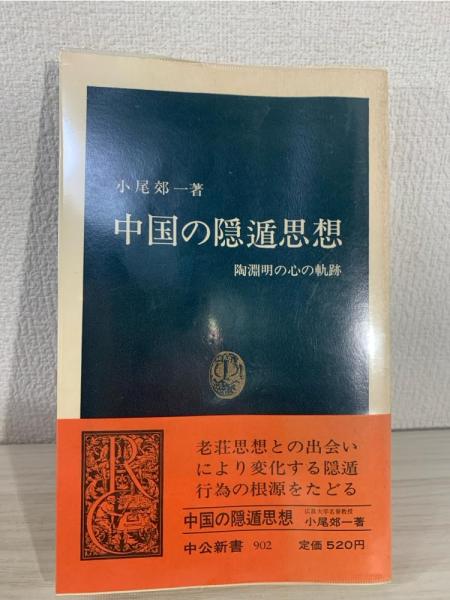 小尾郊一著
中国の隠遁思想
陶淵明の心の軌跡
老荘思想との出会い
により変化する隠遁
行為の根源をたどる
中国の隠遁思想 広島大学名誉教授 小尾郊一著
中公新書 902 定価 520円
R
C